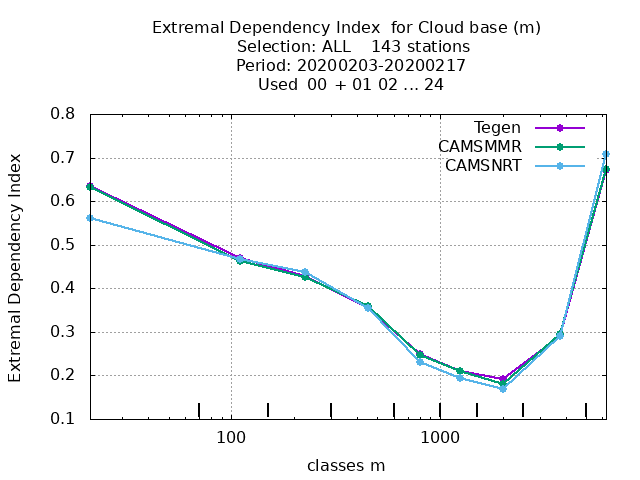 Extremal Dependency Index  for Cloud base (m)
Selection: ALL    143 stations
Period: 20200203-20200217
Used  00  + 01 02 ... 24
Extremal Dependency Index
0.8
0.7
0.6
0.5
0.4
0.3
0.2
0.1
Tegen
CAMSMMR
CAMSNRT
100
1000
classes m